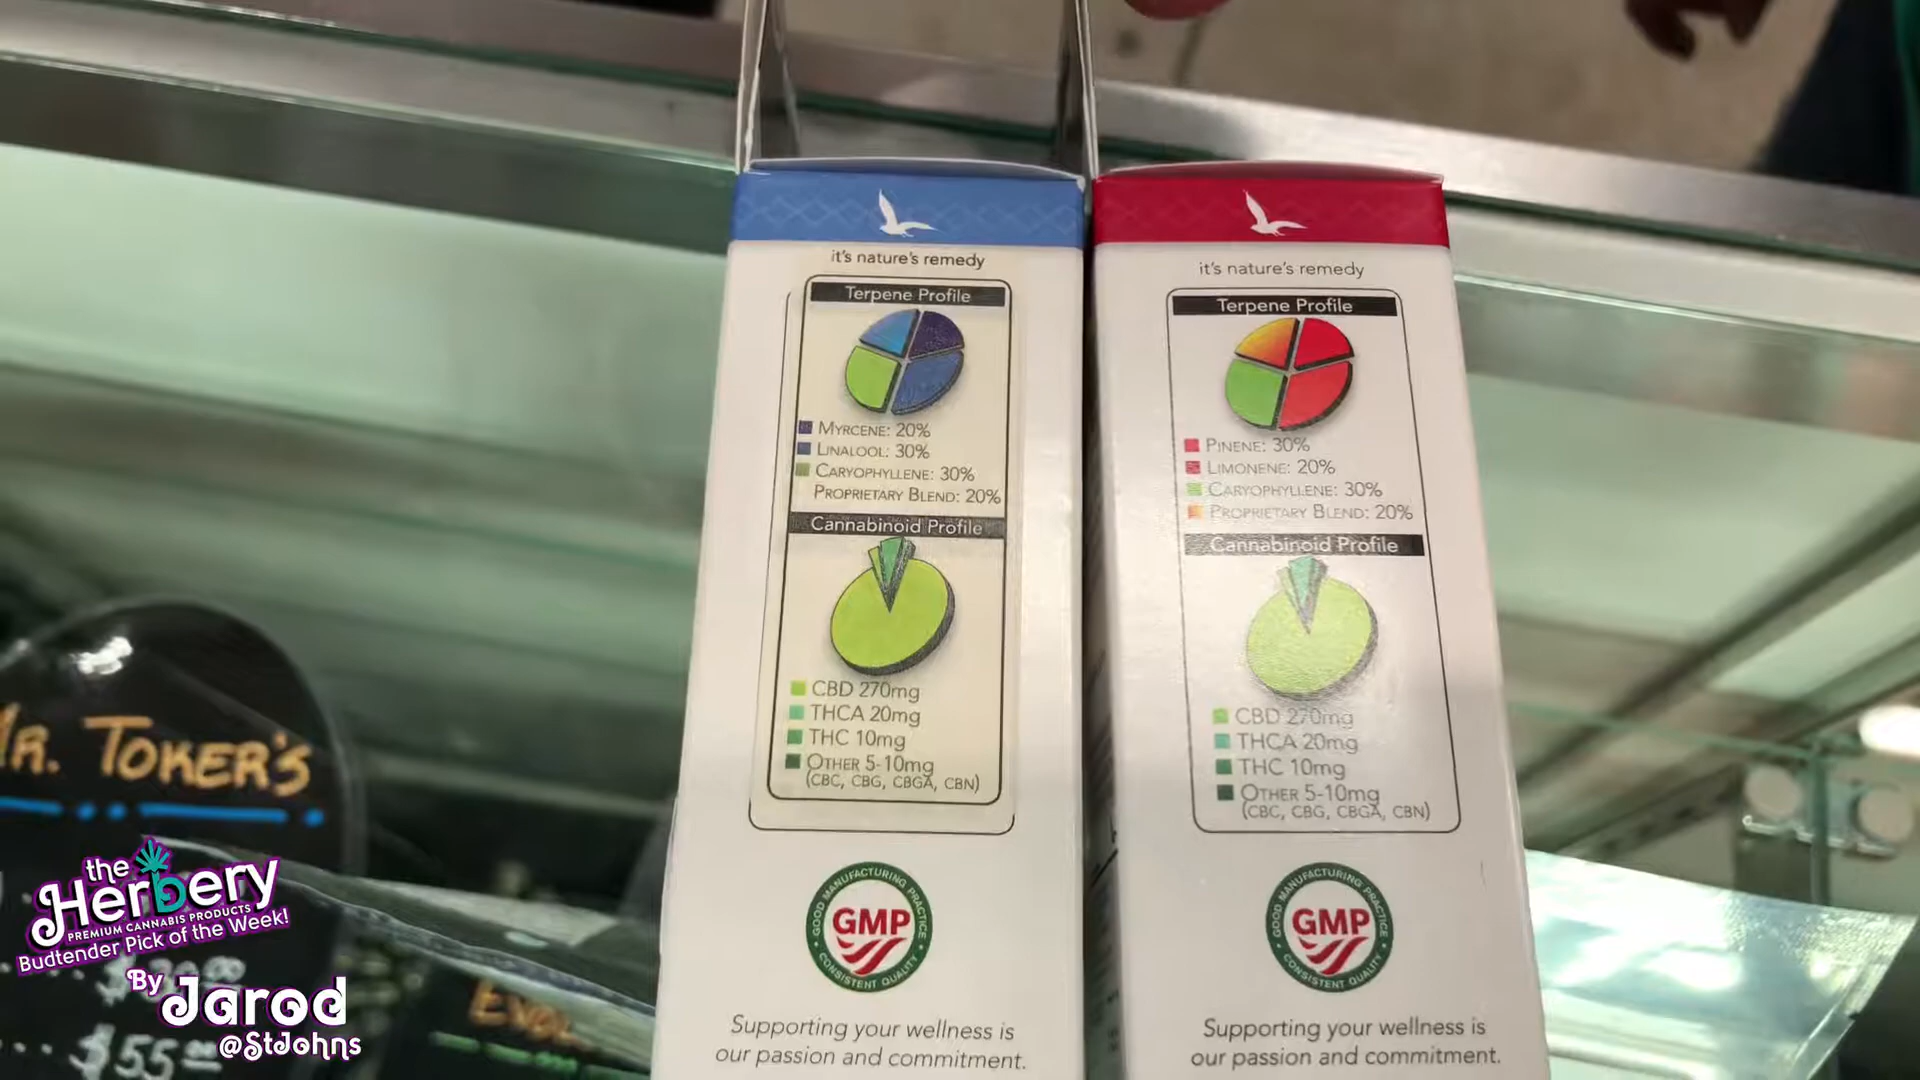 it's nature's remedy
Terpene Profile
MYRCENE: 20%
LINALOOL: 30%
CARYOPHYLLENE: 30%
PROPRIETARY BLEND: 20%
Cannabinoid Profile
CBD 270mg
THCA 20mg
THC 10mg
OTHER 5-10mg
(CBC, CBG, CBGA, CBN)
GOOD MANUFACTURING PRACTICE
GMP
CONSISTENT QUALITY
Supporting your wellness is
our passion and commitment.
it's nature's remedy
Terpene Profile
PINENE: 30%
LIMONENE: 20%
CARYOPHYLLENE: 30%
PROPRIETARY BLEND: 20%
Cannabinoid Profile
CBD 270mg
THCA 20mg
THC 10mg
OTHER 5-10mg
(CBC, CBG, CBGA, CBN)
GOOD MANUFACTURING PRACTICE
GMP
CONSISTENT QUALITY
Supporting your wellness is
our passion and commitment.
MR. TOKER'S
$55
the
Herbery
PREMIUM CANNABIS PRODUCTS
Budtender Pick of the Week!
By
Jarod
@StJohns